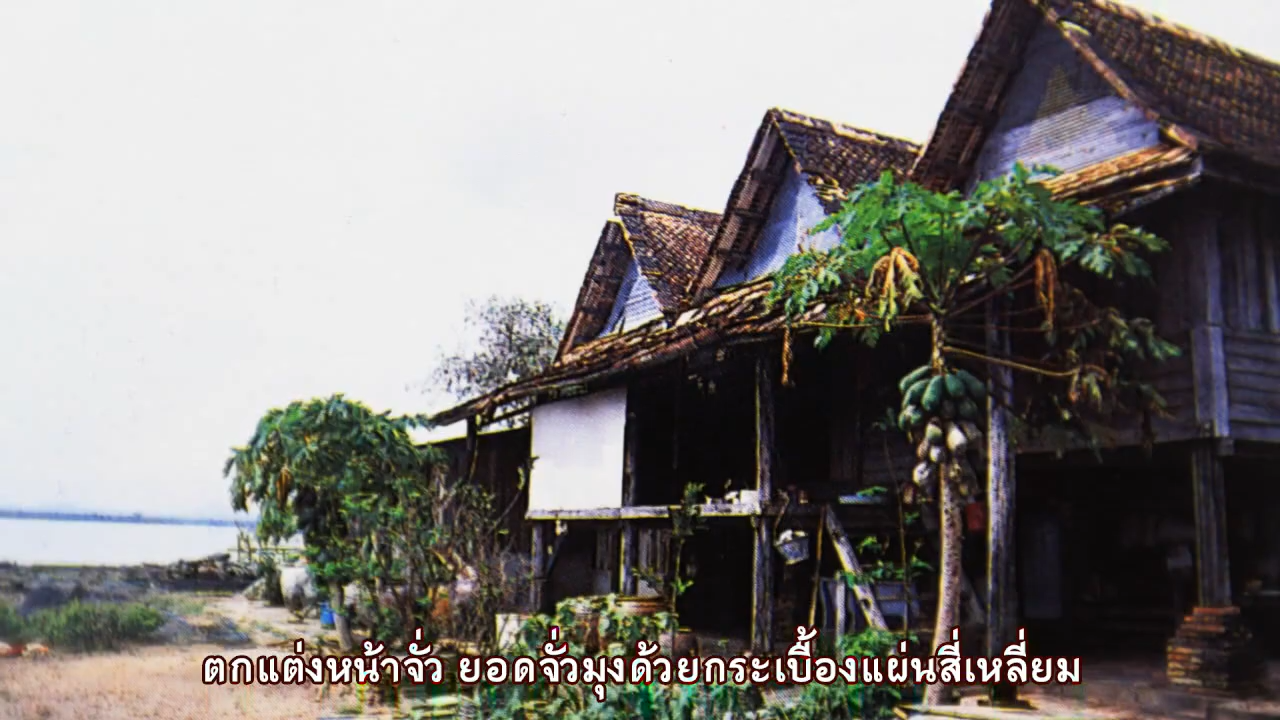 ตกแต่งหน้าจั่ว ยอดจั่วมุงด้วยกระเบื้องแผ่นสี่เหลี่ยม